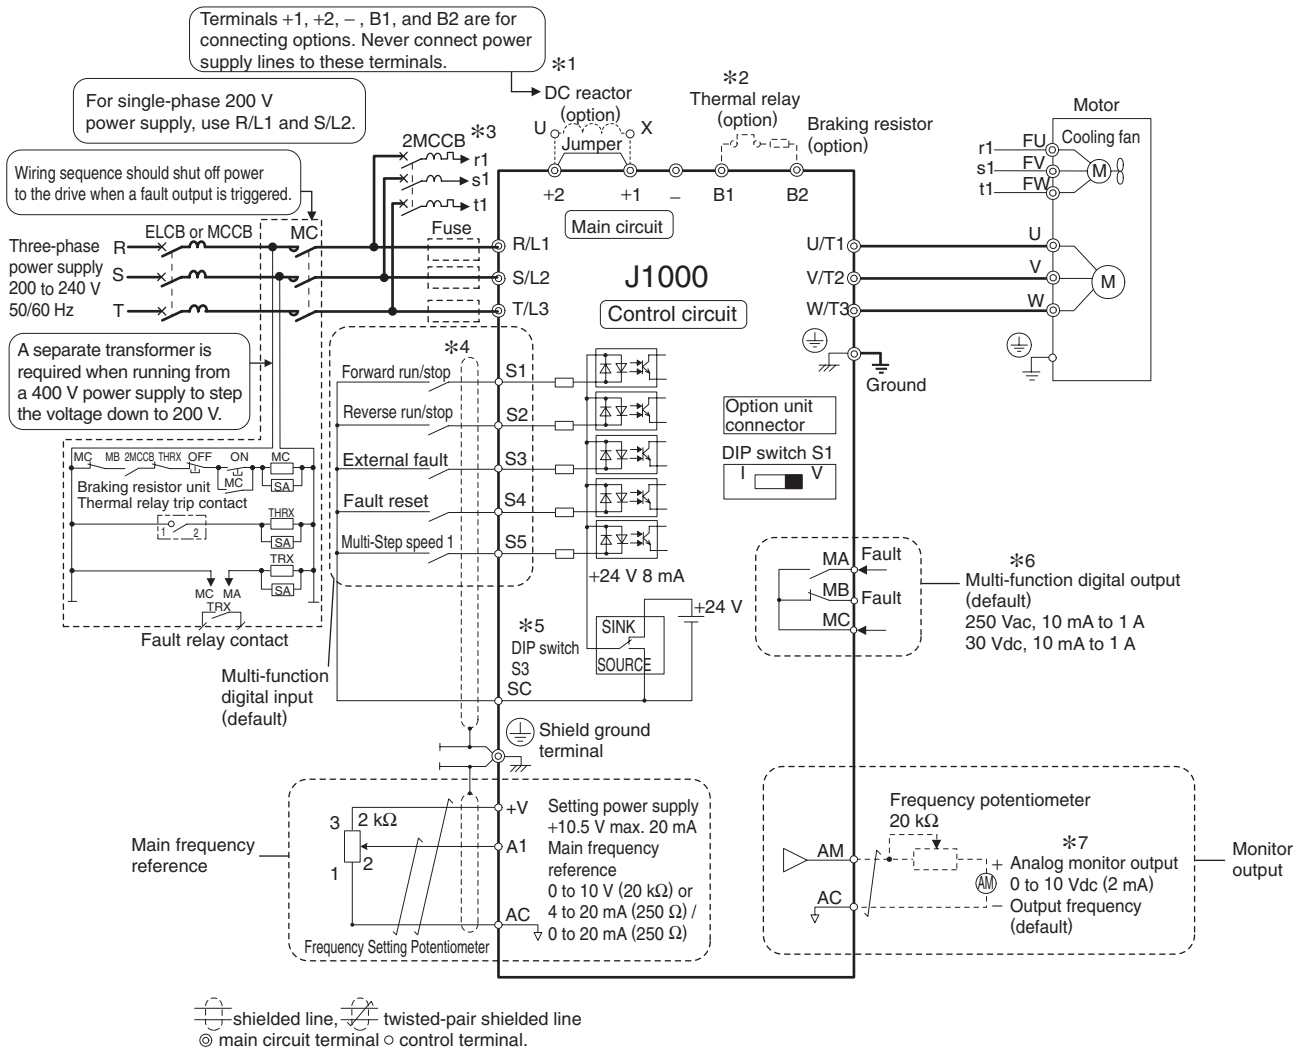 Terminals +1, +2, – , B1, and B2 are for
connecting options. Never connect power
supply lines to these terminals.
For single-phase 200 V
power supply, use R/L1 and S/L2.
Wiring sequence should shut off power
to the drive when a fault output is triggered.
*1
DC reactor
(option)
U X
Jumper
*2
Thermal relay
(option)
Braking resistor
(option)
Motor
Cooling fan
r1 FU
s1 FV
t1 FW
M
2MCCB *3
r1
s1
t1
+2 +1 – B1 B2
Main circuit
ELCB or MCCB MC Fuse
Three-phase
power supply
200 to 240 V
50/60 Hz
R
S
T
R/L1
S/L2
T/L3
J1000
Control circuit
U/T1 U
V/T2 V
W/T3 W
M
Ground
A separate transformer is
required when running from
a 400 V power supply to step
the voltage down to 200 V.
*4
Forward run/stop S1
Reverse run/stop S2
External fault S3
Fault reset S4
Multi-Step speed 1 S5
Option unit
connector
DIP switch S1
I V
MC MB 2MCCB THRX OFF ON MC
MC
SA
Braking resistor unit
Thermal relay trip contact
1 2
THRX
SA
TRX
SA
MC MA
TRX
Fault relay contact
+24 V 8 mA
+24 V
*5
DIP switch
S3
SINK
SOURCE
SC
Multi-function
digital input
(default)
MA Fault
MB Fault
MC
*6
Multi-function digital output
(default)
250 Vac, 10 mA to 1 A
30 Vdc, 10 mA to 1 A
Shield ground
terminal
Main frequency
reference
3 2 kΩ
2
1
Frequency Setting Potentiometer
+V
A1
AC
Setting power supply
+10.5 V max. 20 mA
Main frequency
reference
0 to 10 V (20 kΩ) or
4 to 20 mA (250 Ω) /
0 to 20 mA (250 Ω)
Frequency potentiometer
20 kΩ
AM
AC
AM
+
–
*7
Analog monitor output
0 to 10 Vdc (2 mA)
Output frequency
(default)
Monitor
output
shielded line, twisted-pair shielded line
main circuit terminal control terminal.